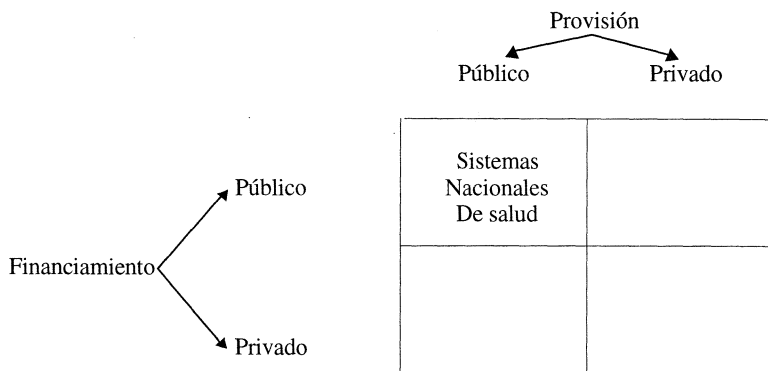 Provisión
Público Privado
Sistemas
Nacionales
De salud
Público
Financiamiento
Privado